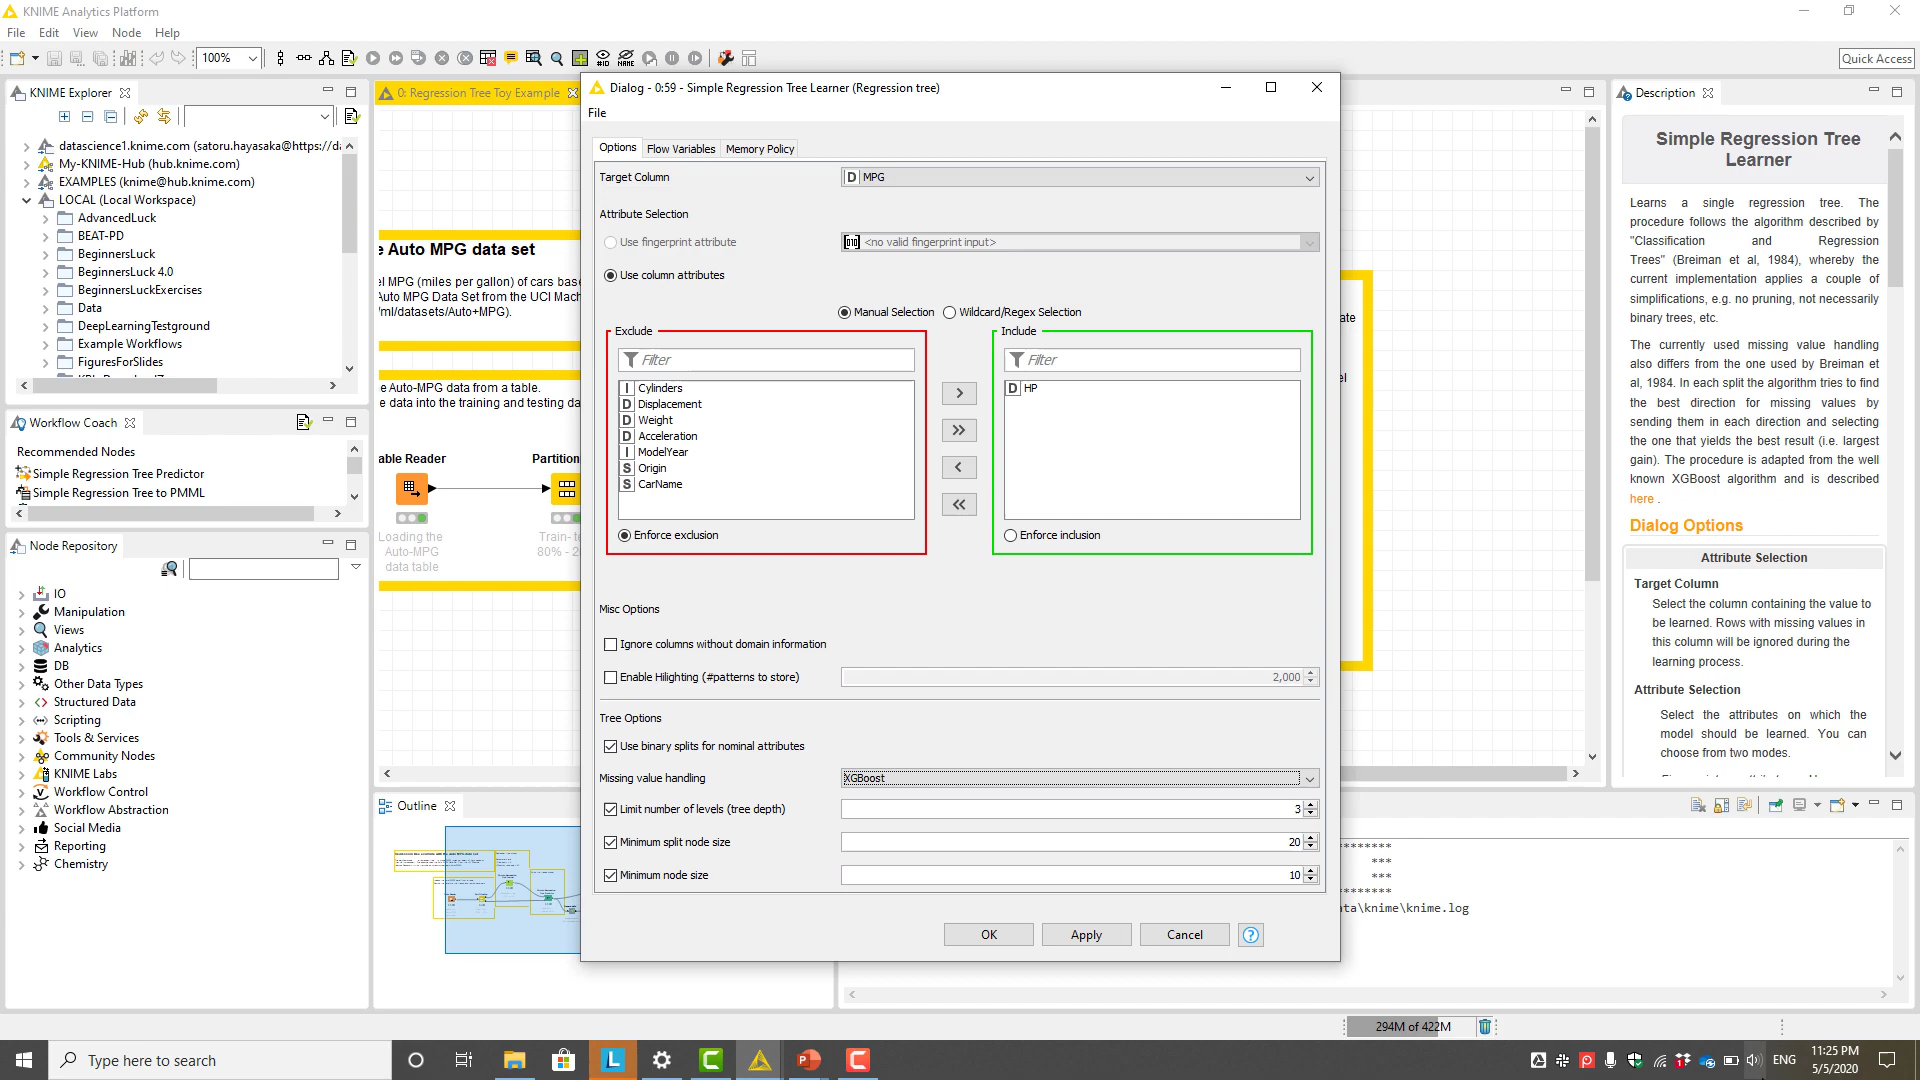 KNIME Analytics Platform
File Edit View Node Help
100%
Quick Access
KNIME Explorer
datascience1.knime.com (satoru.hayasaka@https://da
My-KNIME-Hub (hub.knime.com)
EXAMPLES (knime@hub.knime.com)
LOCAL (Local Workspace)
AdvancedLuck
BEAT-PD
BeginnersLuck
BeginnersLuck 4.0
BeginnersLuckExercises
Data
DeepLearningTestground
Example Workflows
FiguresForSlides
Workflow Coach
Recommended Nodes
Simple Regression Tree Predictor
Simple Regression Tree to PMML
Node Repository
IO
Manipulation
Views
Analytics
DB
Other Data Types
Structured Data
Scripting
Tools & Services
Community Nodes
KNIME Labs
Workflow Control
Workflow Abstraction
Social Media
Reporting
Chemistry
0: Regression Tree Toy Example
e Auto MPG data set
el MPG (miles per gallon) of cars base
Auto MPG Data Set from the UCI Mach
/ml/datasets/Auto+MPG).
e Auto-MPG data from a table.
e data into the training and testing da
able Reader
Partition
Loading the
Auto-MPG
data table
Train- t
80% - 2
Outline
Dialog - 0:59 - Simple Regression Tree Learner (Regression tree)
File
Options Flow Variables Memory Policy
Target Column D MPG
Attribute Selection
Use fingerprint attribute <no valid fingerprint input>
Use column attributes
Manual Selection Wildcard/Regex Selection
Exclude
Filter
I Cylinders
D Displacement
D Weight
D Acceleration
I ModelYear
S Origin
S CarName
Enforce exclusion
>
>>
<
<<
Include
Filter
D HP
Enforce inclusion
Misc Options
Ignore columns without domain information
Enable Hilighting (#patterns to store) 2,000
Tree Options
Use binary splits for nominal attributes
Missing value handling XGBoost
Limit number of levels (tree depth) 3
Minimum split node size 20
Minimum node size 10
OK Apply Cancel ?
ate
el
********
***
***
********
ata\knime\knime.log
Description
Simple Regression Tree
Learner
Learns a single regression tree. The
procedure follows the algorithm described by
"Classification and Regression
Trees" (Breiman et al, 1984), whereby the
current implementation applies a couple of
simplifications, e.g. no pruning, not necessarily
binary trees, etc.
The currently used missing value handling
also differs from the one used by Breiman et
al, 1984. In each split the algorithm tries to find
the best direction for missing values by
sending them in each direction and selecting
the one that yields the best result (i.e. largest
gain). The procedure is adapted from the well
known XGBoost algorithm and is described
here .
Dialog Options
Attribute Selection
Target Column
Select the column containing the value to
be learned. Rows with missing values in
this column will be ignored during the
learning process.
Attribute Selection
Select the attributes on which the
model should be learned. You can
choose from two modes.
294M of 422M
Type here to search
ENG
11:25 PM
5/5/2020